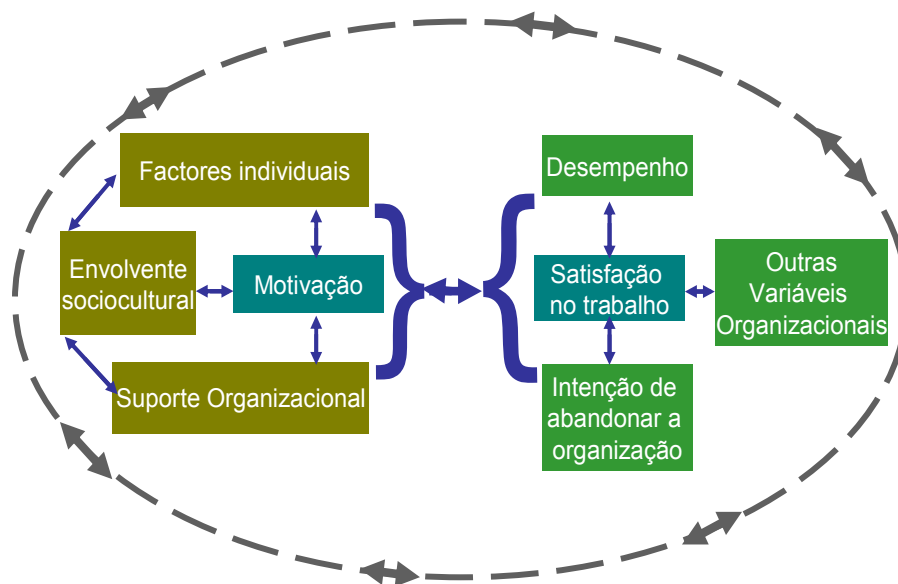 Factores individuais
Envolvente
sociocultural
Motivação
Suporte Organizacional
Desempenho
Satisfação
no trabalho
Outras
Variáveis
Organizacionais
Intenção de
abandonar a
organização